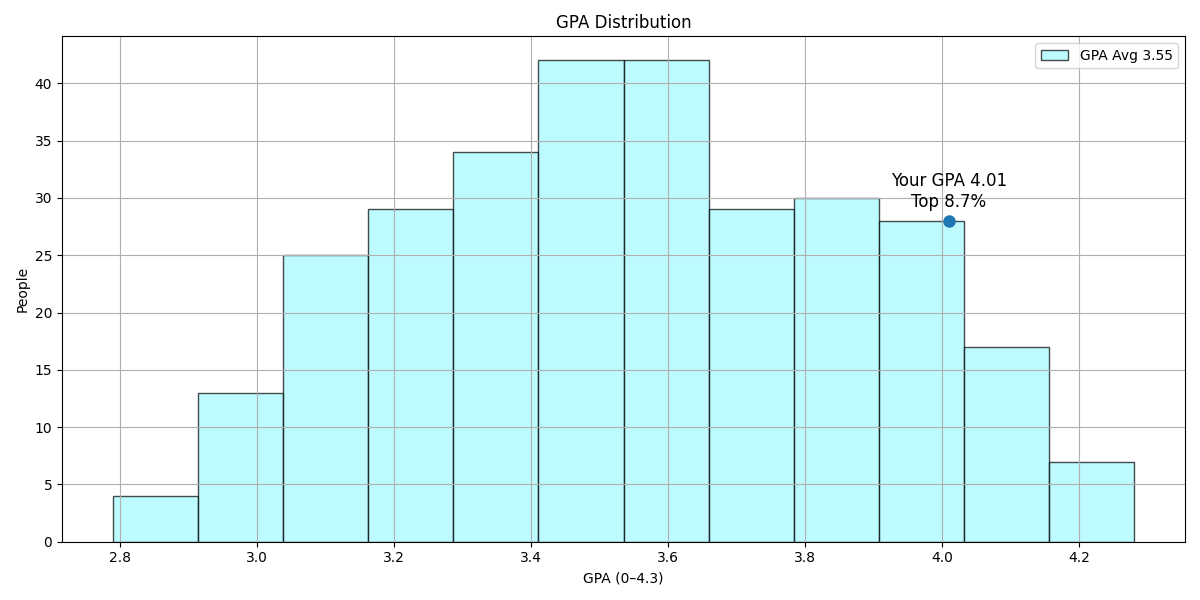 GPA Distribution
GPA Avg 3.55
Your GPA 4.01
Top 8.7%
People
40
35
30
25
20
15
10
5
0
2.8 3.0 3.2 3.4 3.6 3.8 4.0 4.2
GPA (0–4.3)